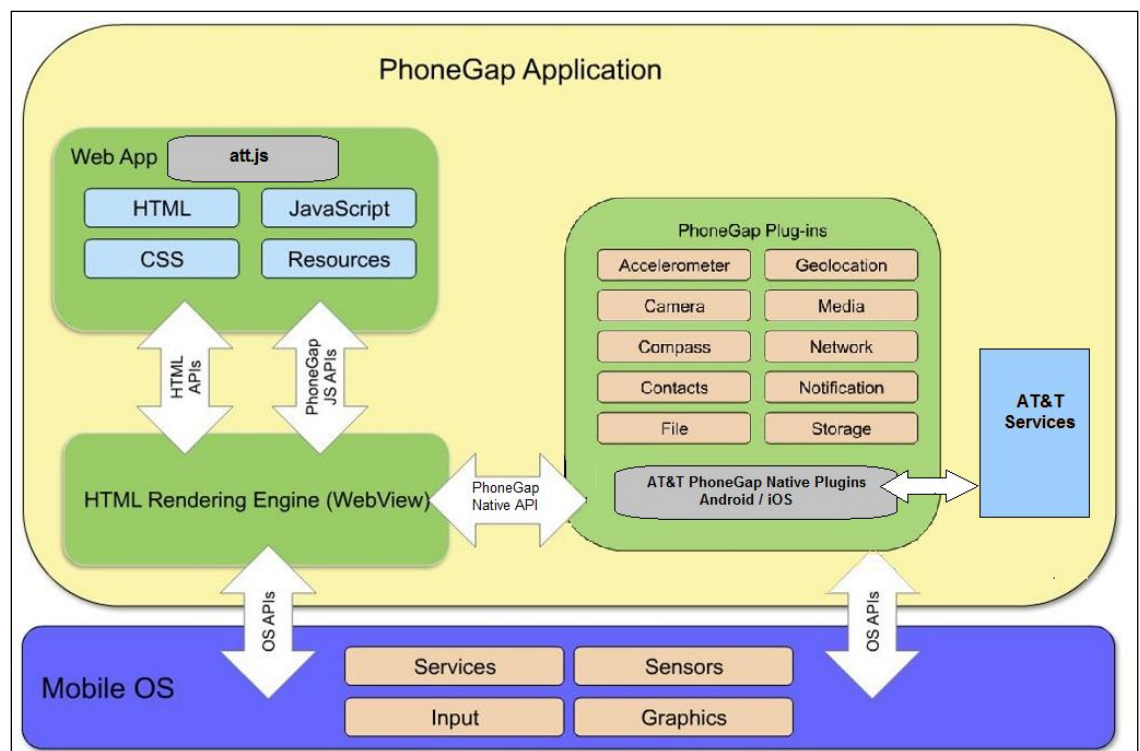 PhoneGap Application
Web App
att.js
HTML
JavaScript
CSS
Resources
HTML
APIs
PhoneGap
JS APIs
HTML Rendering Engine (WebView)
PhoneGap
Native API
PhoneGap Plug-ins
Accelerometer
Geolocation
Camera
Media
Compass
Network
Contacts
Notification
File
Storage
AT&T PhoneGap Native Plugins
Android / iOS
AT&T
Services
OS APIs
OS APIs
Mobile OS
Services
Sensors
Input
Graphics